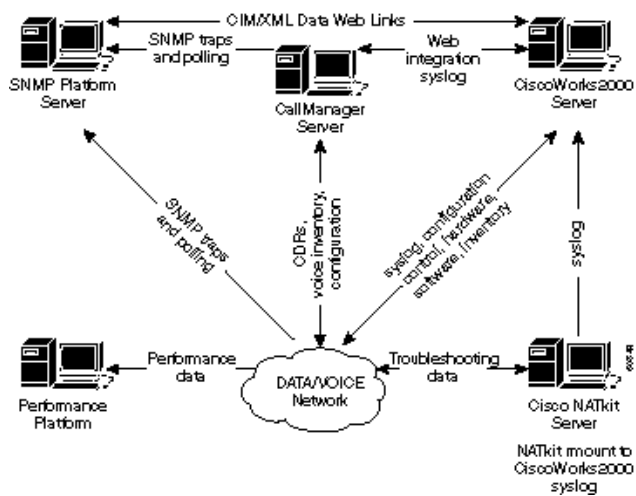 CIM/XML Data Web Links
SNMP traps
and polling
Web
integration
syslog
SNMP Platform
Server
CallManager
Server
CiscoWorks2000
Server
SNMP traps
and polling
CDRs,
voice inventory,
configuration
syslog, configuration
control, hardware,
software, inventory
syslog
Performance
data
DATA/VOICE
Network
Troubleshooting
data
Performance
Platform
Cisco NATkit
Server
NATkit mount to
CiscoWorks2000
syslog